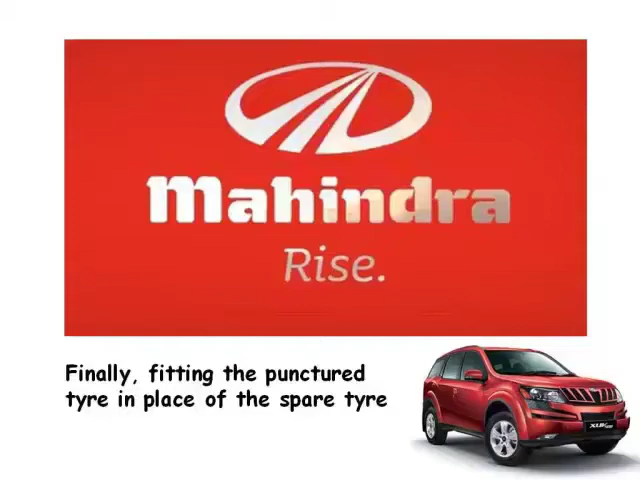 Mahindra
Rise.
Finally, fitting the punctured
tyre in place of the spare tyre